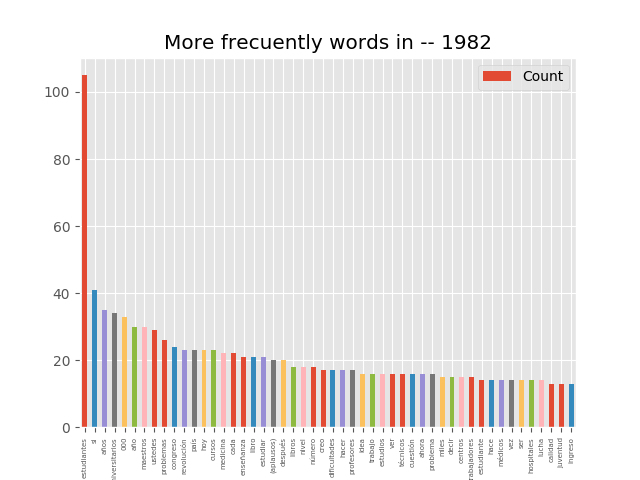 More frecuently words in -- 1982
Count
100
80
60
40
20
0
estudiantes
si
años
universitarios
000
año
maestros
ustedes
problemas
congreso
revolución
país
hoy
cursos
medicina
cada
enseñanza
libro
estudiar
(aplausos)
después
libros
nivel
número
creo
dificultades
hacer
profesores
idea
trabajo
estudios
ver
técnicos
cuestión
ahora
problema
miles
decir
centros
trabajadores
estudiante
hace
médicos
vez
ser
hospitales
lucha
calidad
juventud
ingreso